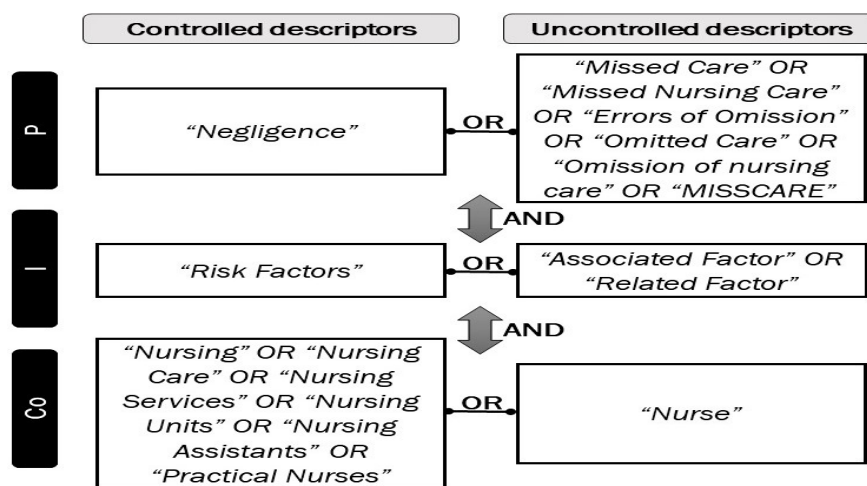 Controlled descriptors
Uncontrolled descriptors
P
“Negligence”
OR
“Missed Care” OR
“Missed Nursing Care”
OR “Errors of Omission”
OR “Omitted Care” OR
“Omission of nursing
care” OR “MISSCARE”
AND
I
“Risk Factors”
OR
“Associated Factor” OR
“Related Factor”
AND
Co
“Nursing” OR “Nursing
Care” OR “Nursing
Services” OR “Nursing
Units” OR “Nursing
Assistants” OR
“Practical Nurses”
OR
“Nurse”